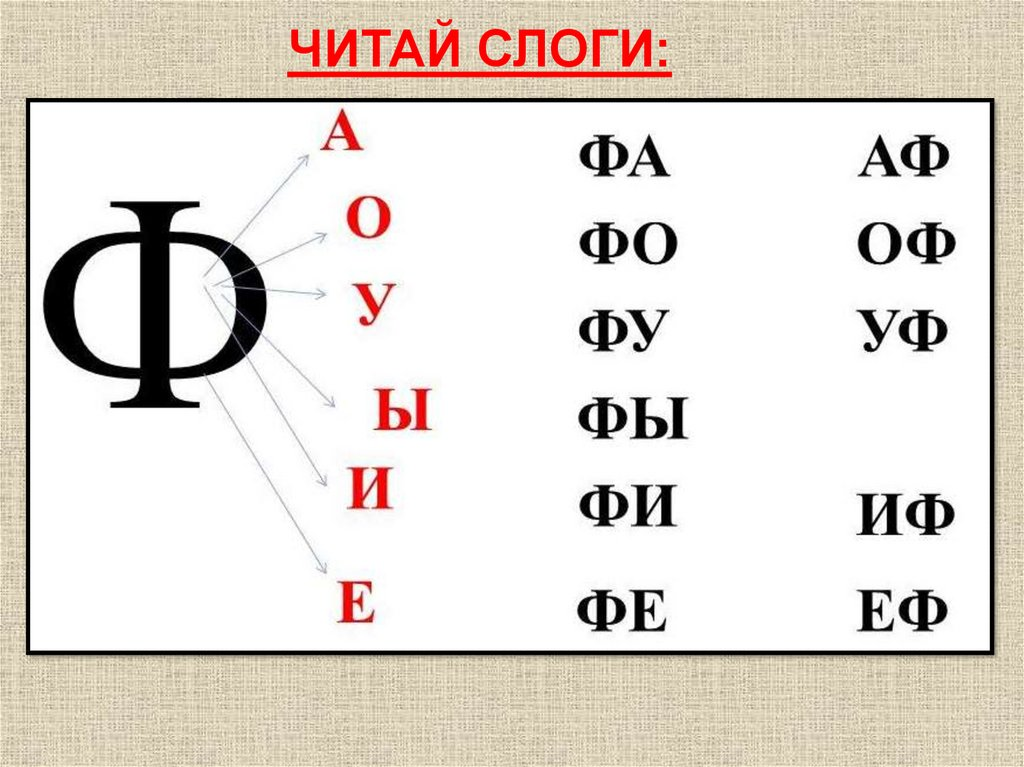 ЧИТАЙ СЛОГИ:
Ф
А
О
У
Ы
И
Е
ФА АФ
ФО ОФ
ФУ УФ
ФЫ
ФИ ИФ
ФЕ ЕФ